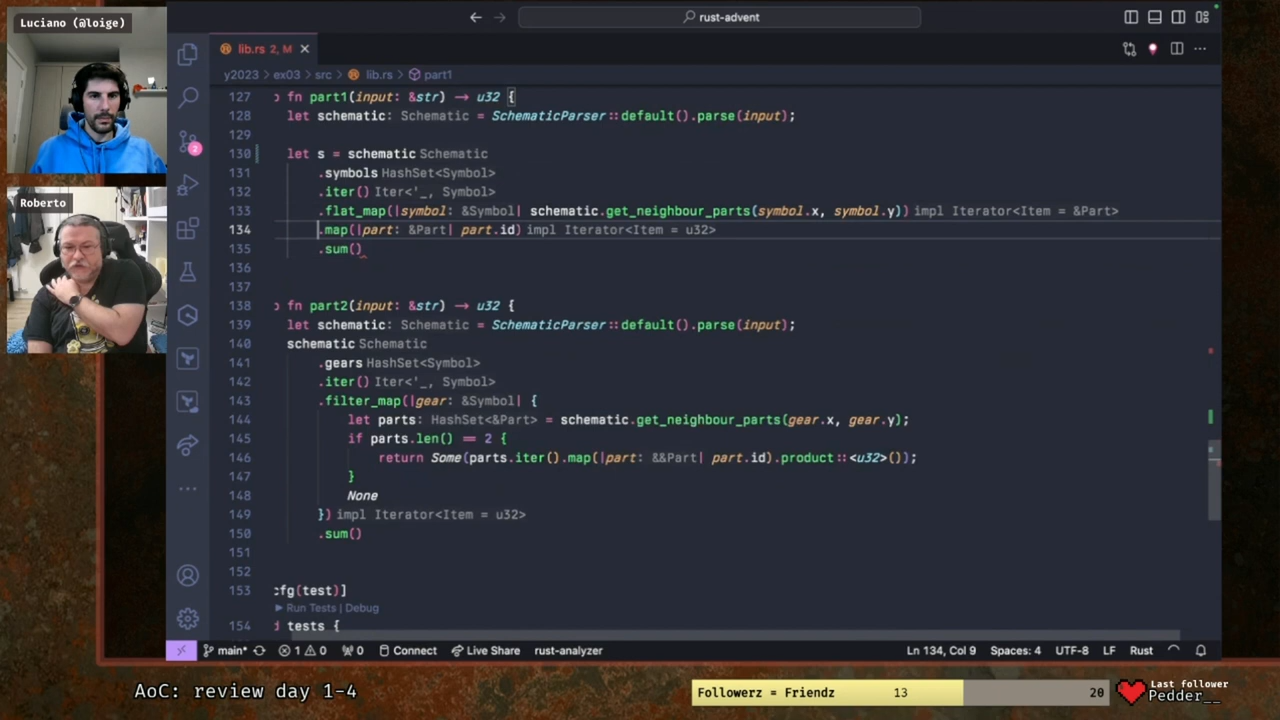 Luciano (@loige)
Roberto
rust-advent
lib.rs 2, M
y2023 > ex03 > src > lib.rs > part1
127 fn part1(input: &str) → u32 {
128 let schematic: Schematic = SchematicParser::default().parse(input);
129
130 let s = schematic Schematic
131 .symbols HashSet<Symbol>
132 .iter() Iter<'_, Symbol>
133 .flat_map(|symbol: &Symbol| schematic.get_neighbour_parts(symbol.x, symbol.y)) impl Iterator<Item = &Part>
134 .map(|part: &Part| part.id) impl Iterator<Item = u32>
135 .sum()
136
137
138 fn part2(input: &str) → u32 {
139 let schematic: Schematic = SchematicParser::default().parse(input);
140 schematic Schematic
141 .gears HashSet<Symbol>
142 .iter() Iter<'_, Symbol>
143 .filter_map(|gear: &Symbol| {
144 let parts: HashSet<&Part> = schematic.get_neighbour_parts(gear.x, gear.y);
145 if parts.len() == 2 {
146 return Some(parts.iter().map(|part: &&Part| part.id).product::<u32>());
147 }
148 None
149 }) impl Iterator<Item = u32>
150 .sum()
151
152
153 cfg(test)]
▶ Run Tests | Debug
154 d tests {
2
main* 1 0 0 Connect Live Share rust-analyzer Ln 134, Col 9 Spaces: 4 UTF-8 LF Rust
AoC: review day 1-4
Followerz = Friendz 13 20
Last follower
Pedder__